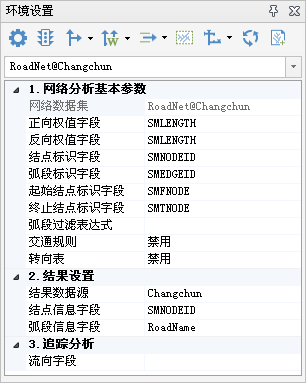 环境设置
RoadNet@Changchun
1. 网络分析基本参数
网络数据集 RoadNet@Changchun
正向权值字段 SMLENGTH
反向权值字段 SMLENGTH
结点标识字段 SMNODEID
弧段标识字段 SMEDGEID
起始结点标识字段 SMFNODE
终止结点标识字段 SMTNODE
弧段过滤表达式
交通规则 禁用
转向表 禁用
2. 结果设置
结果数据源 Changchun
结点信息字段 SMNODEID
弧段信息字段 RoadName
3. 追踪分析
流向字段